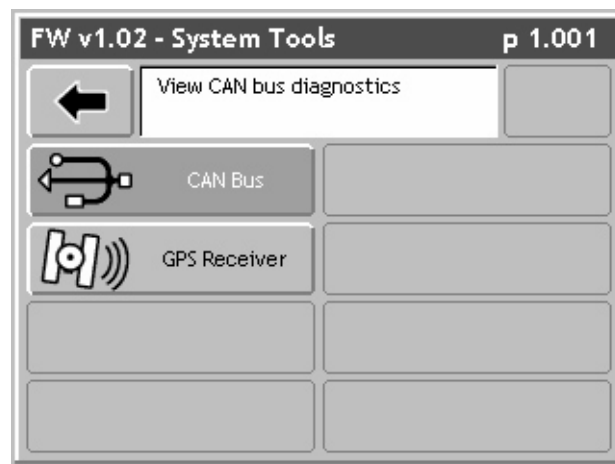 FW v1.02 - System Tools p 1.001
View CAN bus diagnostics
CAN Bus
GPS Receiver